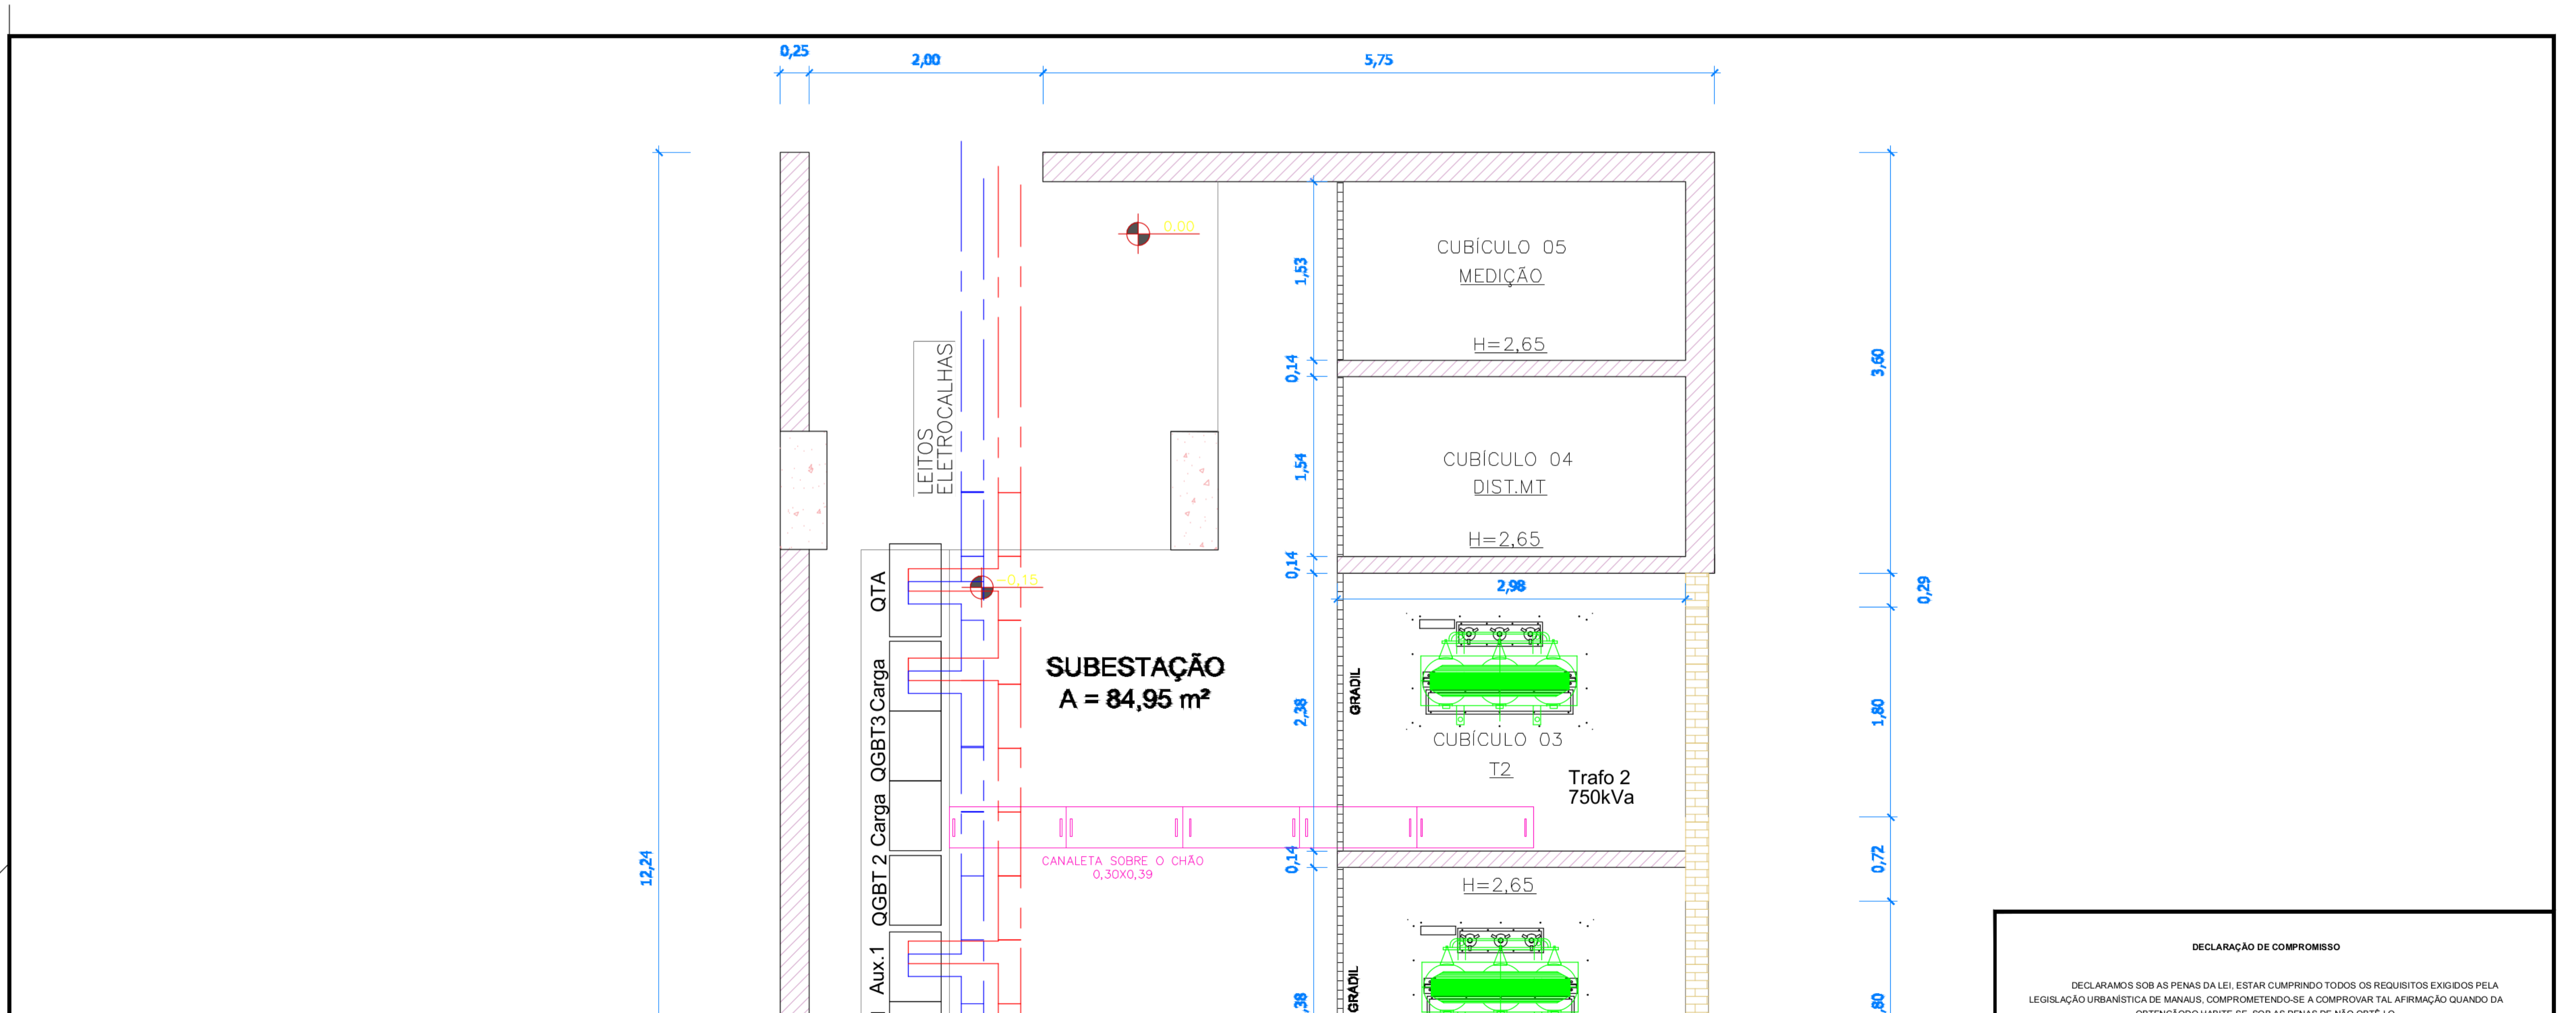 0,25
2,00
5,75
0.00
CUBÍCULO 05
MEDIÇÃO
H=2,65
1,53
0,14
3,60
LEITOS
ELETROCALHAS
CUBÍCULO 04
DIST.MT
H=2,65
1,54
0,14
-0,15
2,98
0,29
QTA
SUBESTAÇÃO
A = 84,95 m²
GRADIL
2,38
1,80
CUBÍCULO 03
T2
Trafo 2
750kVa
QGBT3 Carga
QGBT 2 Carga
CANALETA SOBRE O CHÃO
0,30X0,39
0,14
0,72
12,24
H=2,65
Aux.1
GRADIL
,38
,80
DECLARAÇÃO DE COMPROMISSO
DECLARAMOS SOB AS PENAS DA LEI, ESTAR CUMPRINDO TODOS OS REQUISITOS EXIGIDOS PELA
LEGISLAÇÃO URBANÍSTICA DE MANAUS, COMPROMETENDO-SE A COMPROVAR TAL AFIRMAÇÃO QUANDO DA